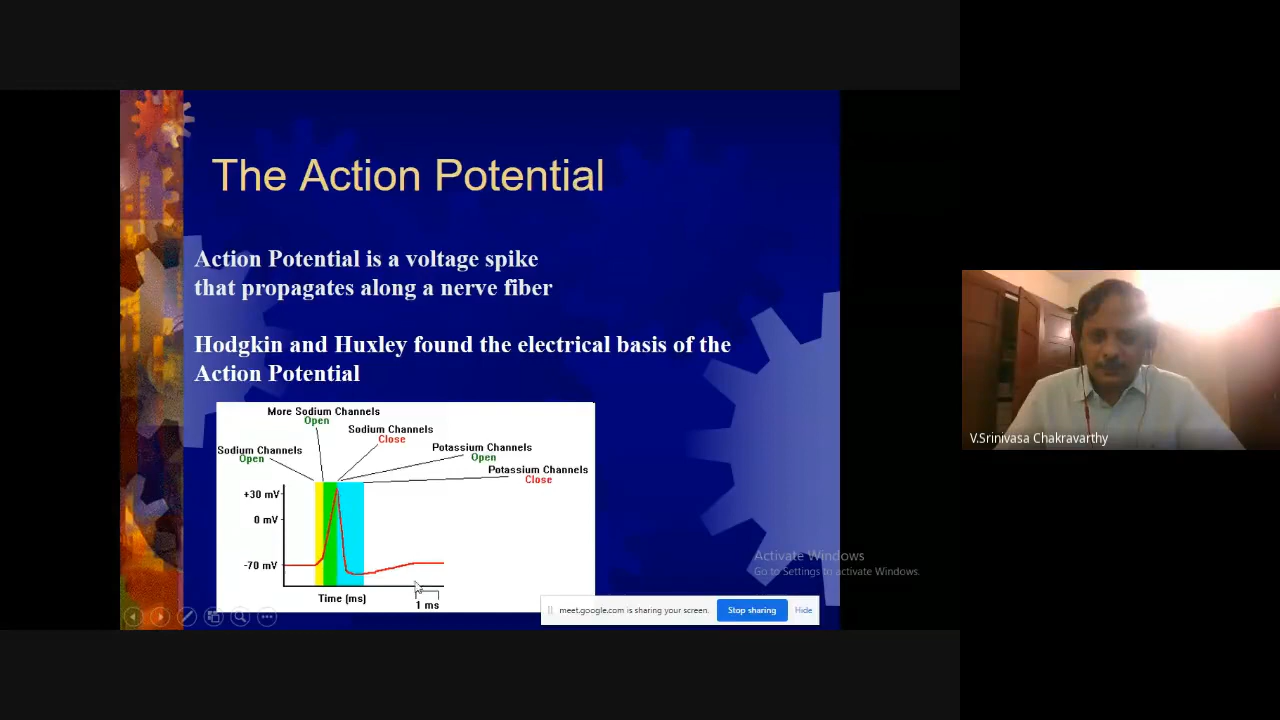 The Action Potential
Action Potential is a voltage spike
that propagates along a nerve fiber
Hodgkin and Huxley found the electrical basis of the
Action Potential
More Sodium Channels
Open
Sodium Channels
Close
Sodium Channels
Open
Potassium Channels
Open
Potassium Channels
Close
+30 mV
0 mV
-70 mV
Time (ms)
1 ms
V.Srinivasa Chakravarthy
Activate Windows
Go to Settings to activate Windows.
meet.google.com is sharing your screen.
Stop sharing
Hide